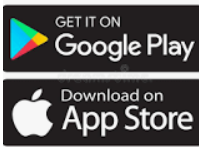 GET IT ON
Google Play
Download on
App Store